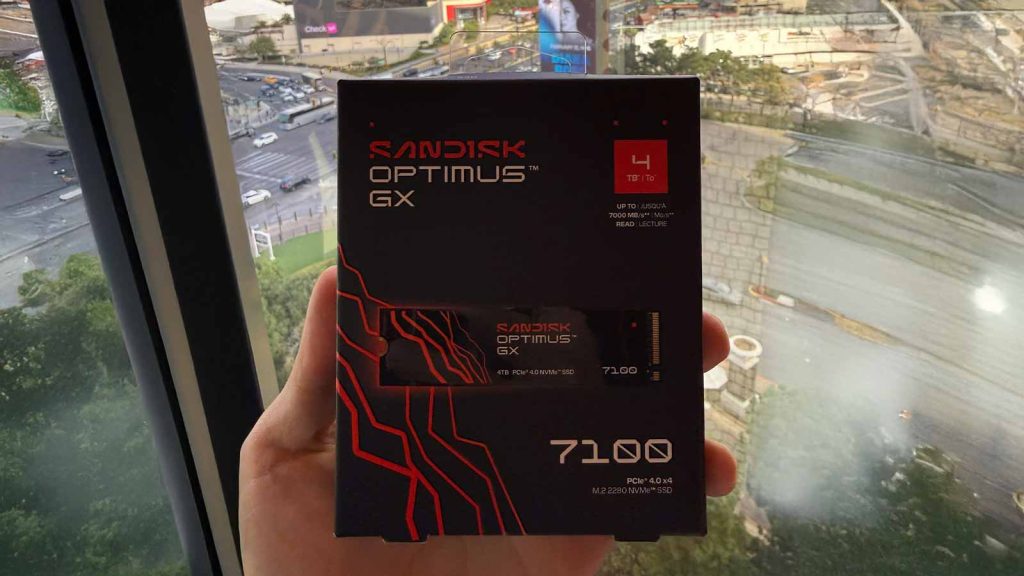 Check
SANDISK
OPTIMUS™
GX
4
TB* | To*
UP TO | JUSQU'À
7000 MB/s** | Mo/s**
READ | LECTURE
SANDISK
OPTIMUS™
GX
4TB PCIe® 4.0 NVMe™ SSD
7100
7100
PCIe® 4.0 x4
M.2 2280 NVMe™ SSD